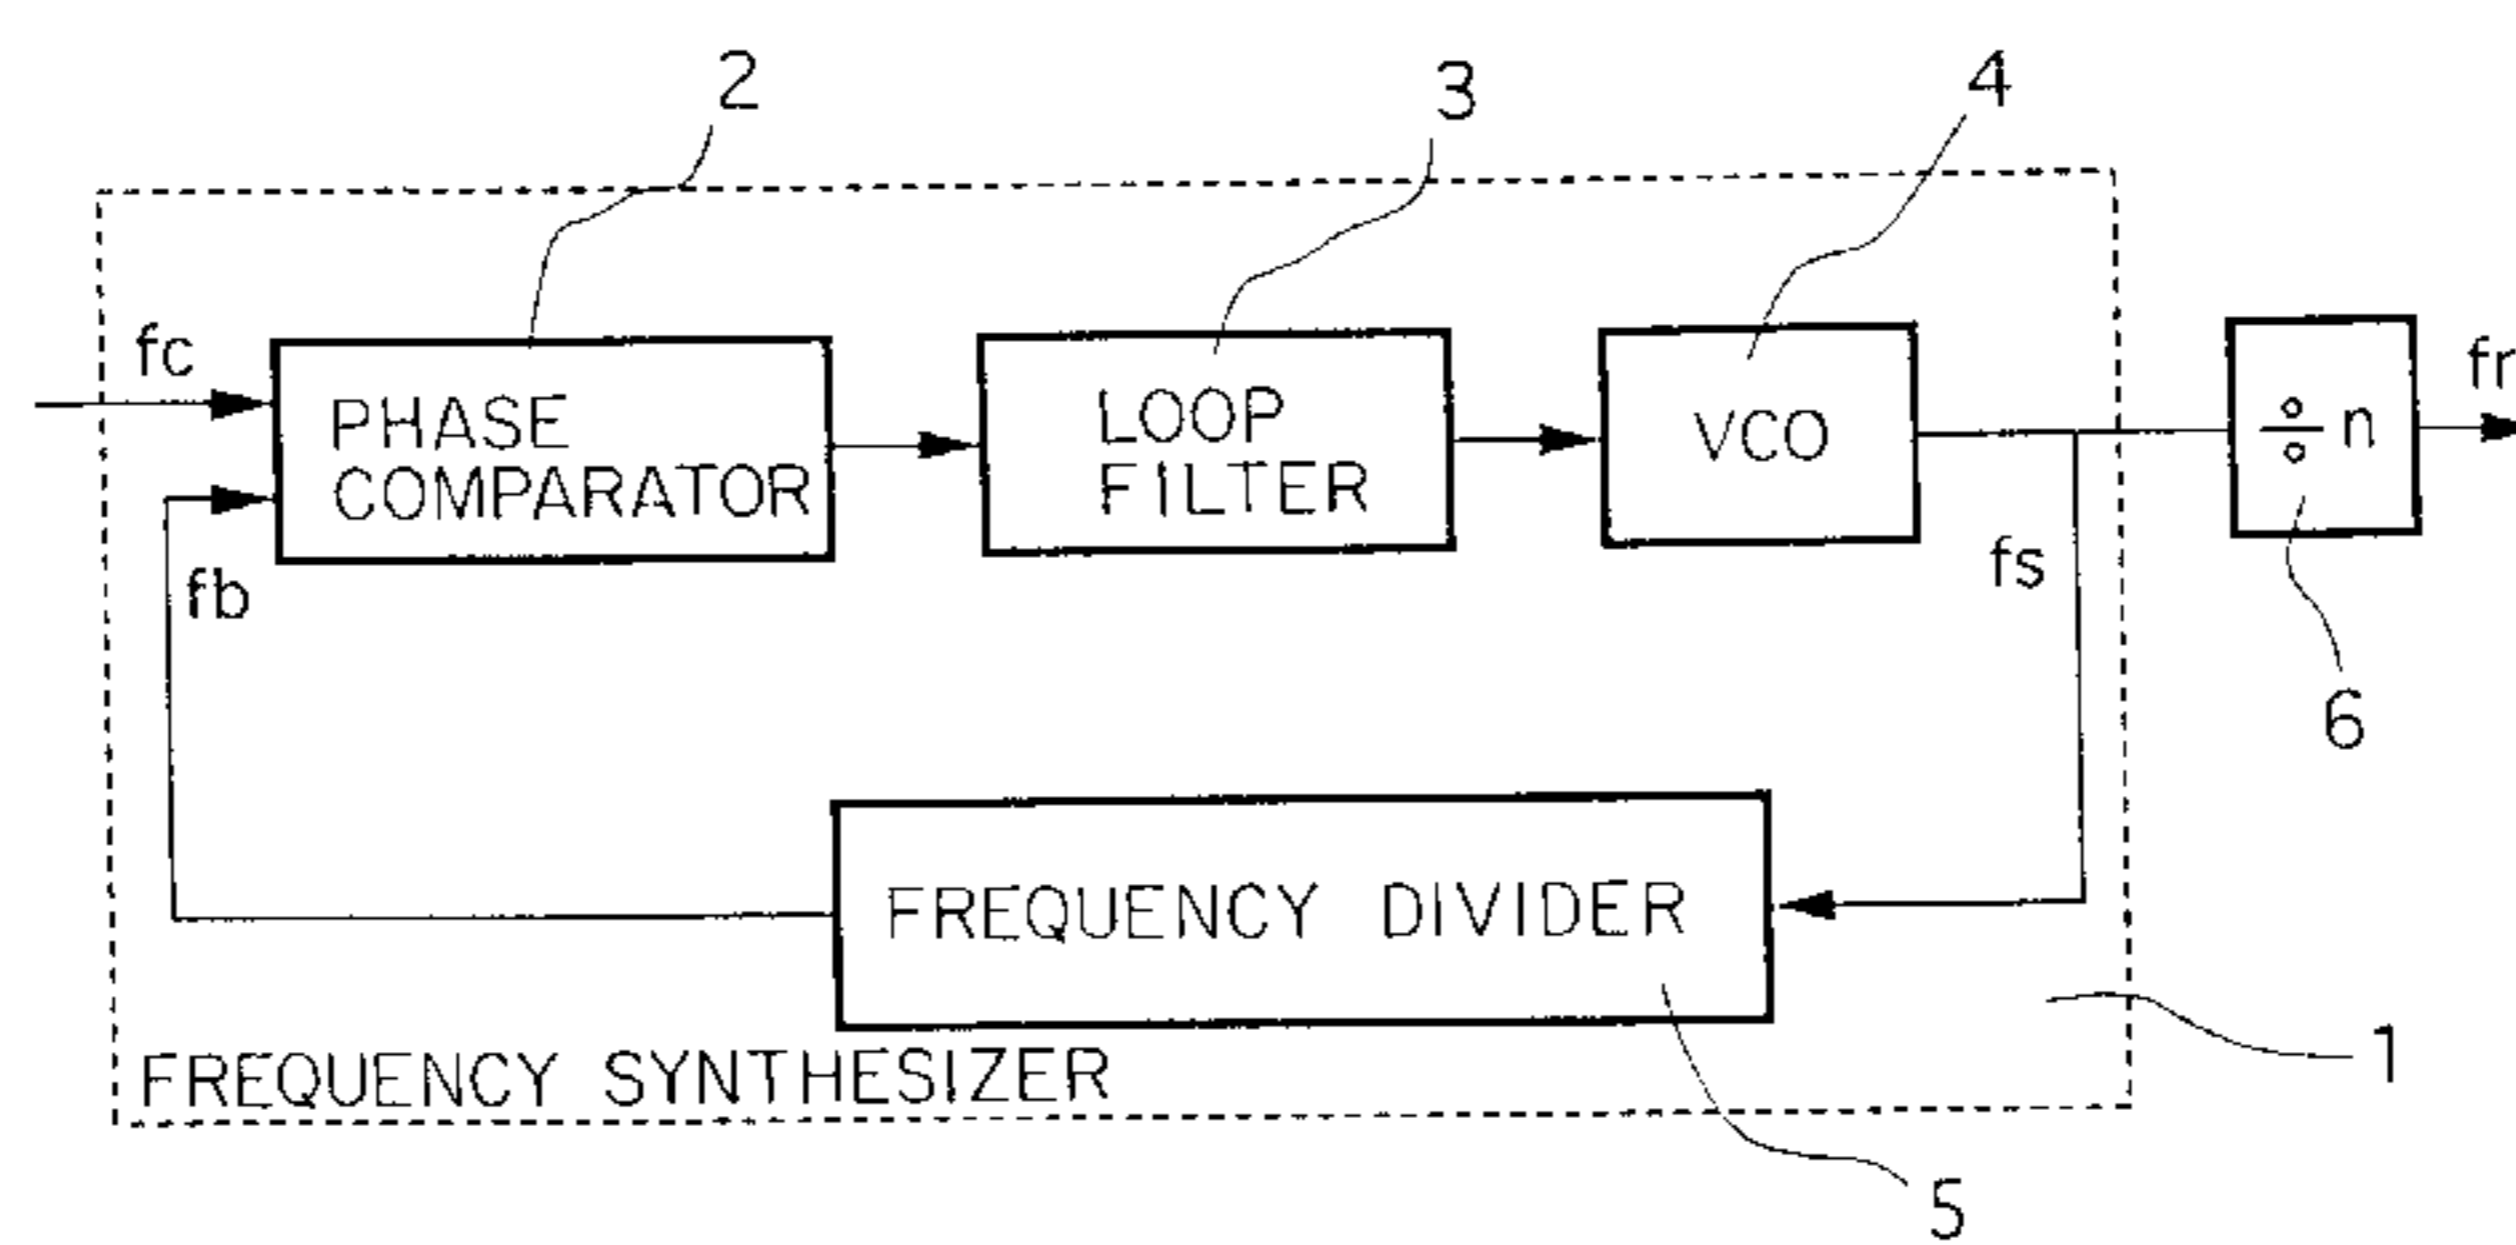 2
3
4
fc
PHASE
COMPARATOR
LOOP
FILTER
VCO
÷ n
fr
fb
fs
6
FREQUENCY DIVIDER
1
FREQUENCY SYNTHESIZER
5